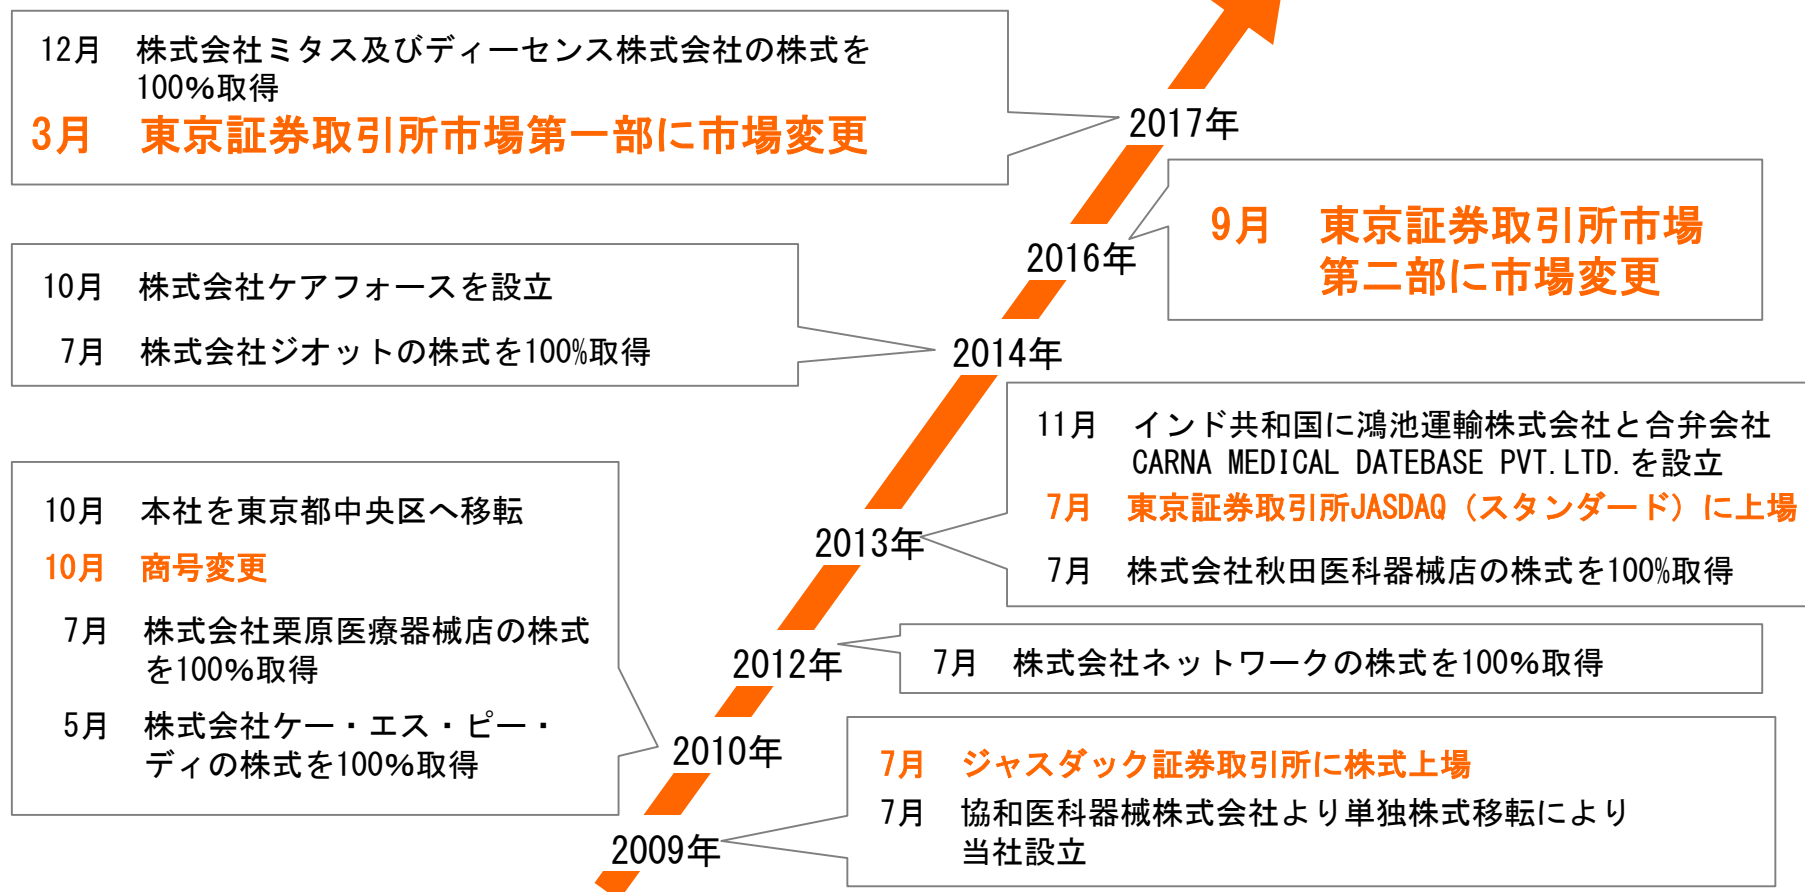 12月 株式会社ミタス及びディーセンス株式会社の株式を
100%取得
3月 東京証券取引所市場第一部に市場変更
2017年
9月 東京証券取引所市場
第二部に市場変更
2016年
10月 株式会社ケアフォースを設立
7月 株式会社ジオットの株式を100%取得
2014年
11月 インド共和国に鴻池運輸株式会社と合弁会社
CARNA MEDICAL DATEBASE PVT.LTD.を設立
7月 東京証券取引所JASDAQ（スタンダード）に上場
7月 株式会社秋田医科器械店の株式を100%取得
2013年
7月 株式会社ネットワークの株式を100%取得
2012年
10月 本社を東京都中央区へ移転
10月 商号変更
7月 株式会社栗原医療器械店の株式
を100%取得
5月 株式会社ケー・エス・ピー・
ディの株式を100%取得
2010年
7月 ジャスダック証券取引所に株式上場
7月 協和医科器械株式会社より単独株式移転により
当社設立
2009年